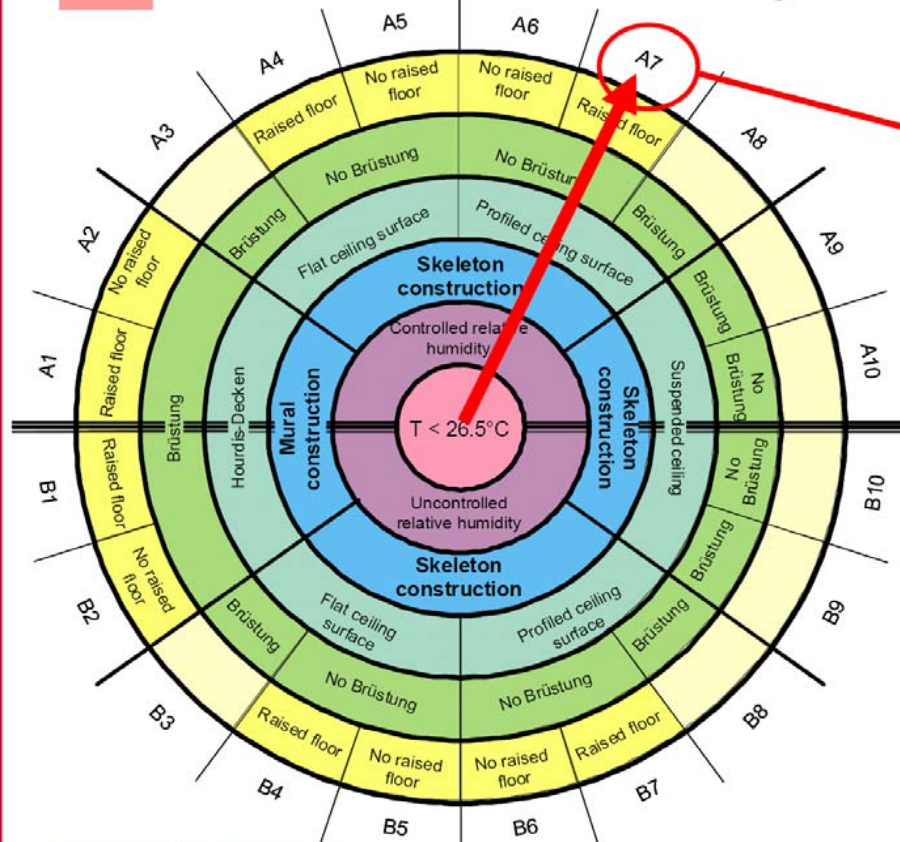 A5
A6
A4
A7
No raised
floor
No raised
floor
Raised floor
Raised floor
A3
A8
No Brüstung
No Brüstung
Brüstung
Brüstung
Flat ceiling surface
Profiled ceiling surface
A2
A9
No raised
floor
Skeleton
construction
Brüstung
Controlled relative
humidity
A1
A10
Raised floor
No
Brüstung
Brüstung
Hourdis-Decken
Mural
construction
T < 26.5°C
Skeleton
construction
Suspended ceiling
B1
B10
Raised floor
No
Brüstung
Uncontrolled
relative humidity
No raised
floor
Brüstung
Skeleton
construction
B2
B9
Brüstung
Flat ceiling
surface
Profiled ceiling
surface
Brüstung
No Brüstung
No Brüstung
B3
B8
Raised floor
Raised floor
No raised
floor
No raised
floor
B4
B7
B5
B6